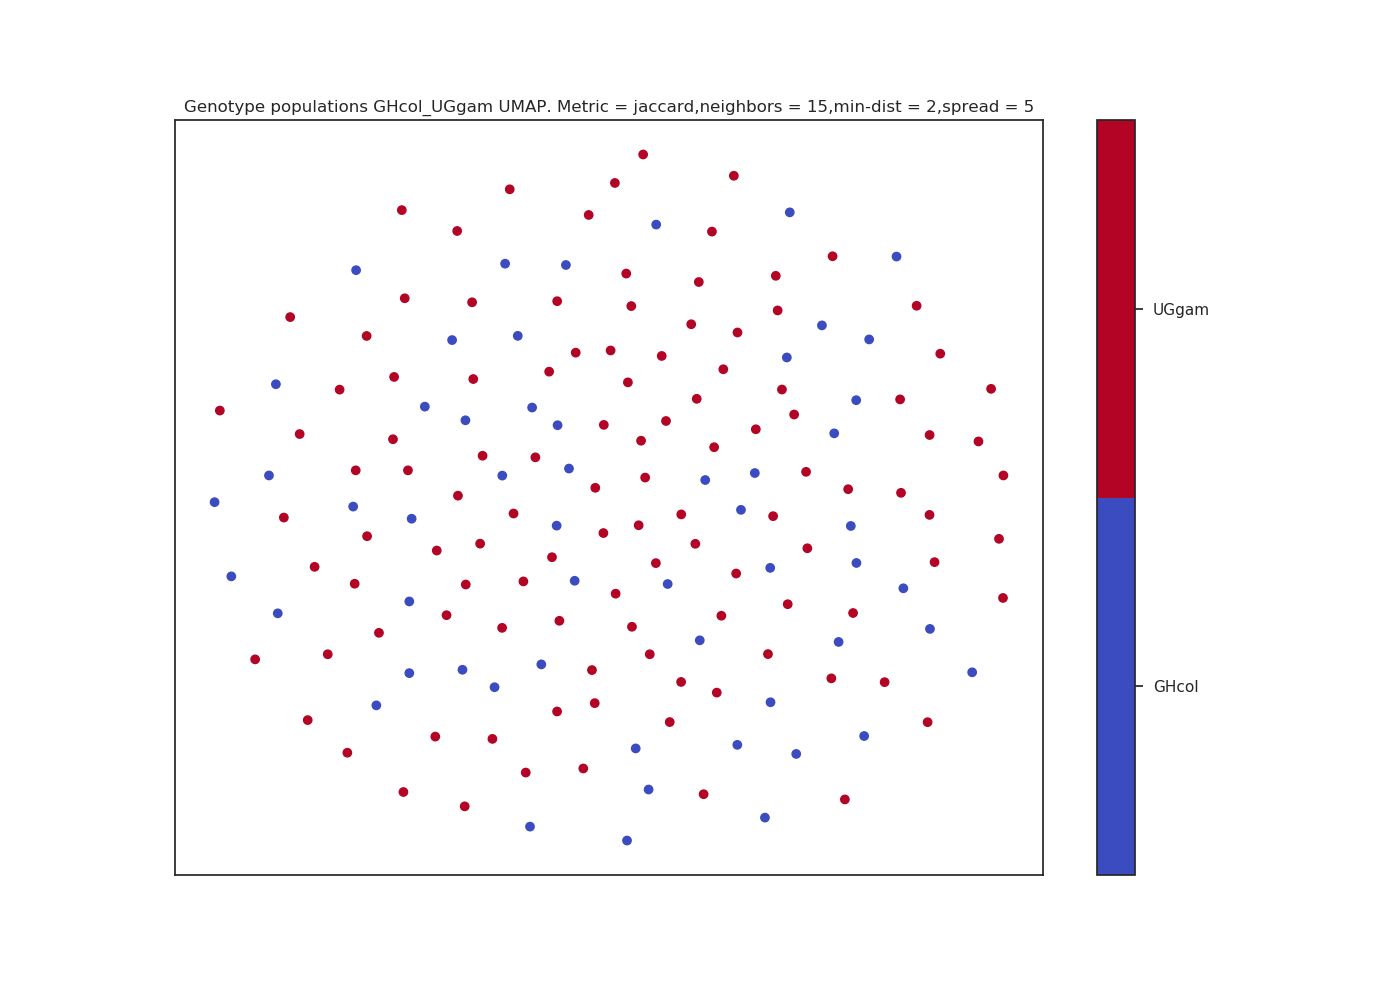 Genotype populations GHcol_UGgam UMAP. Metric = jaccard,neighbors = 15,min-dist = 2,spread = 5
UGgam
GHcol